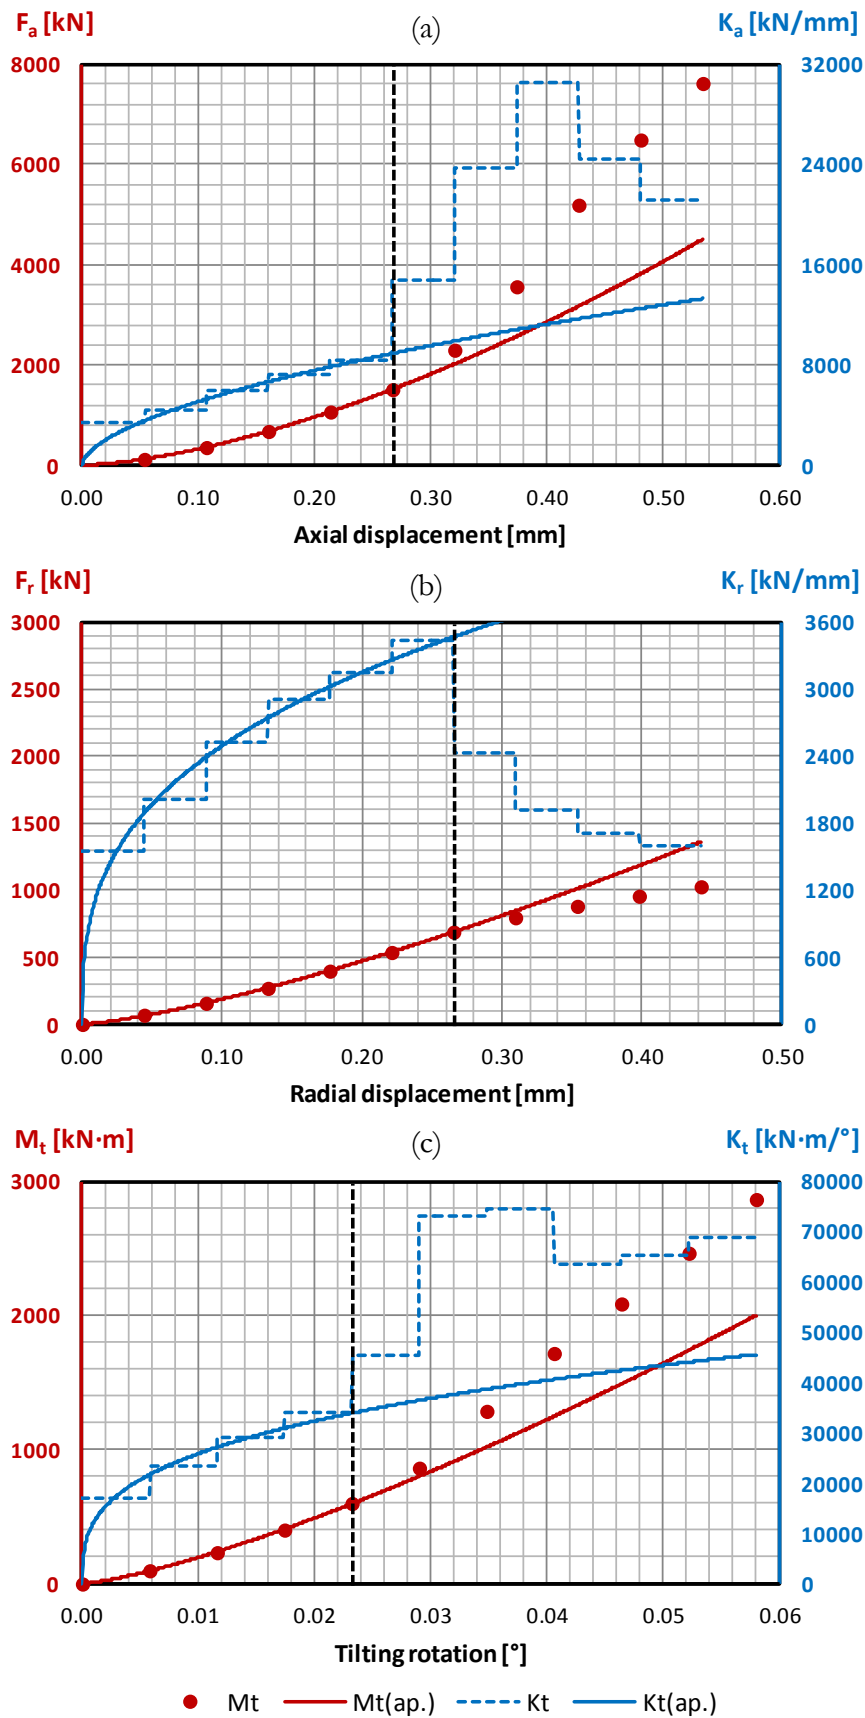 Fa [kN] (a) Ka [kN/mm]
8000 32000
6000 24000
4000 16000
2000 8000
0 0
0.00 0.10 0.20 0.30 0.40 0.50 0.60
Axial displacement [mm]
Fr [kN] (b) Kr [kN/mm]
3000 3600
2500 3000
2000 2400
1500 1800
1000 1200
500 600
0 0
0.00 0.10 0.20 0.30 0.40 0.50
Radial displacement [mm]
Mt [kN·m] (c) Kt [kN·m/°]
3000 80000
70000
2000 60000
50000
40000
1000 30000
20000
10000
0 0
0.00 0.01 0.02 0.03 0.04 0.05 0.06
Tilting rotation [°]
Mt Mt(ap.) Kt Kt(ap.)